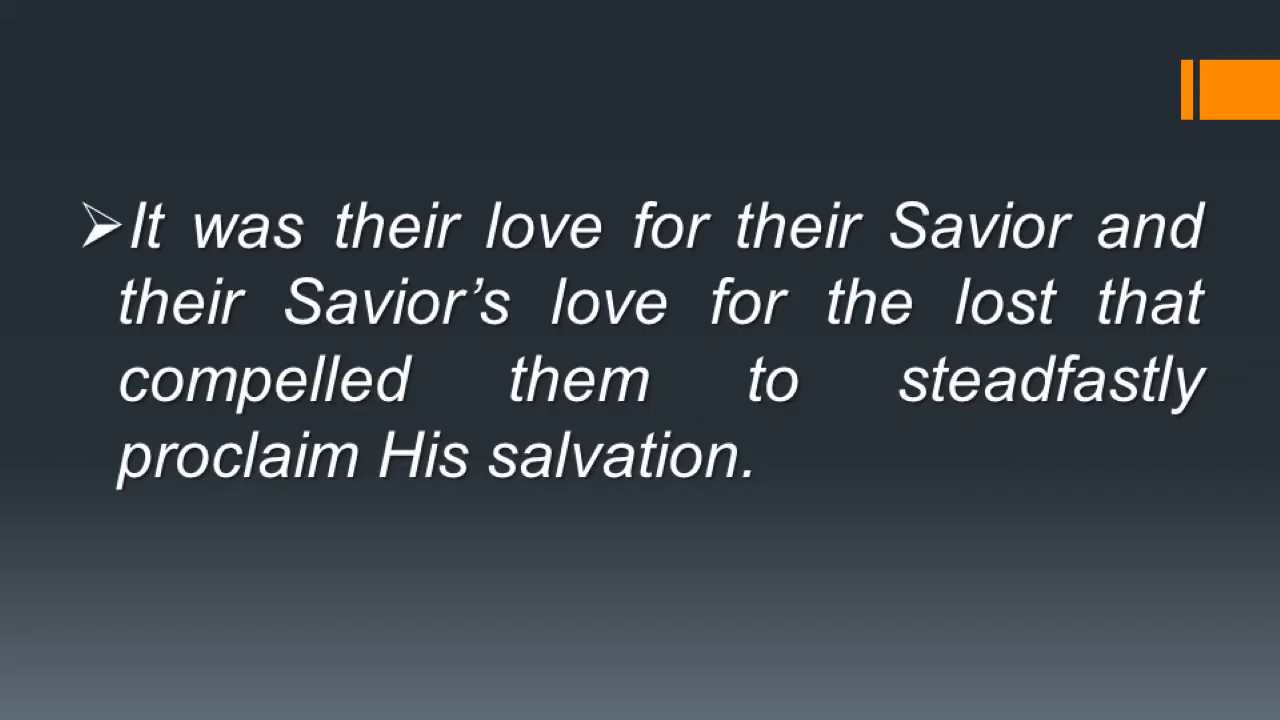 ➢It was their love for their Savior and
their Savior’s love for the lost that
compelled them to steadfastly
proclaim His salvation.